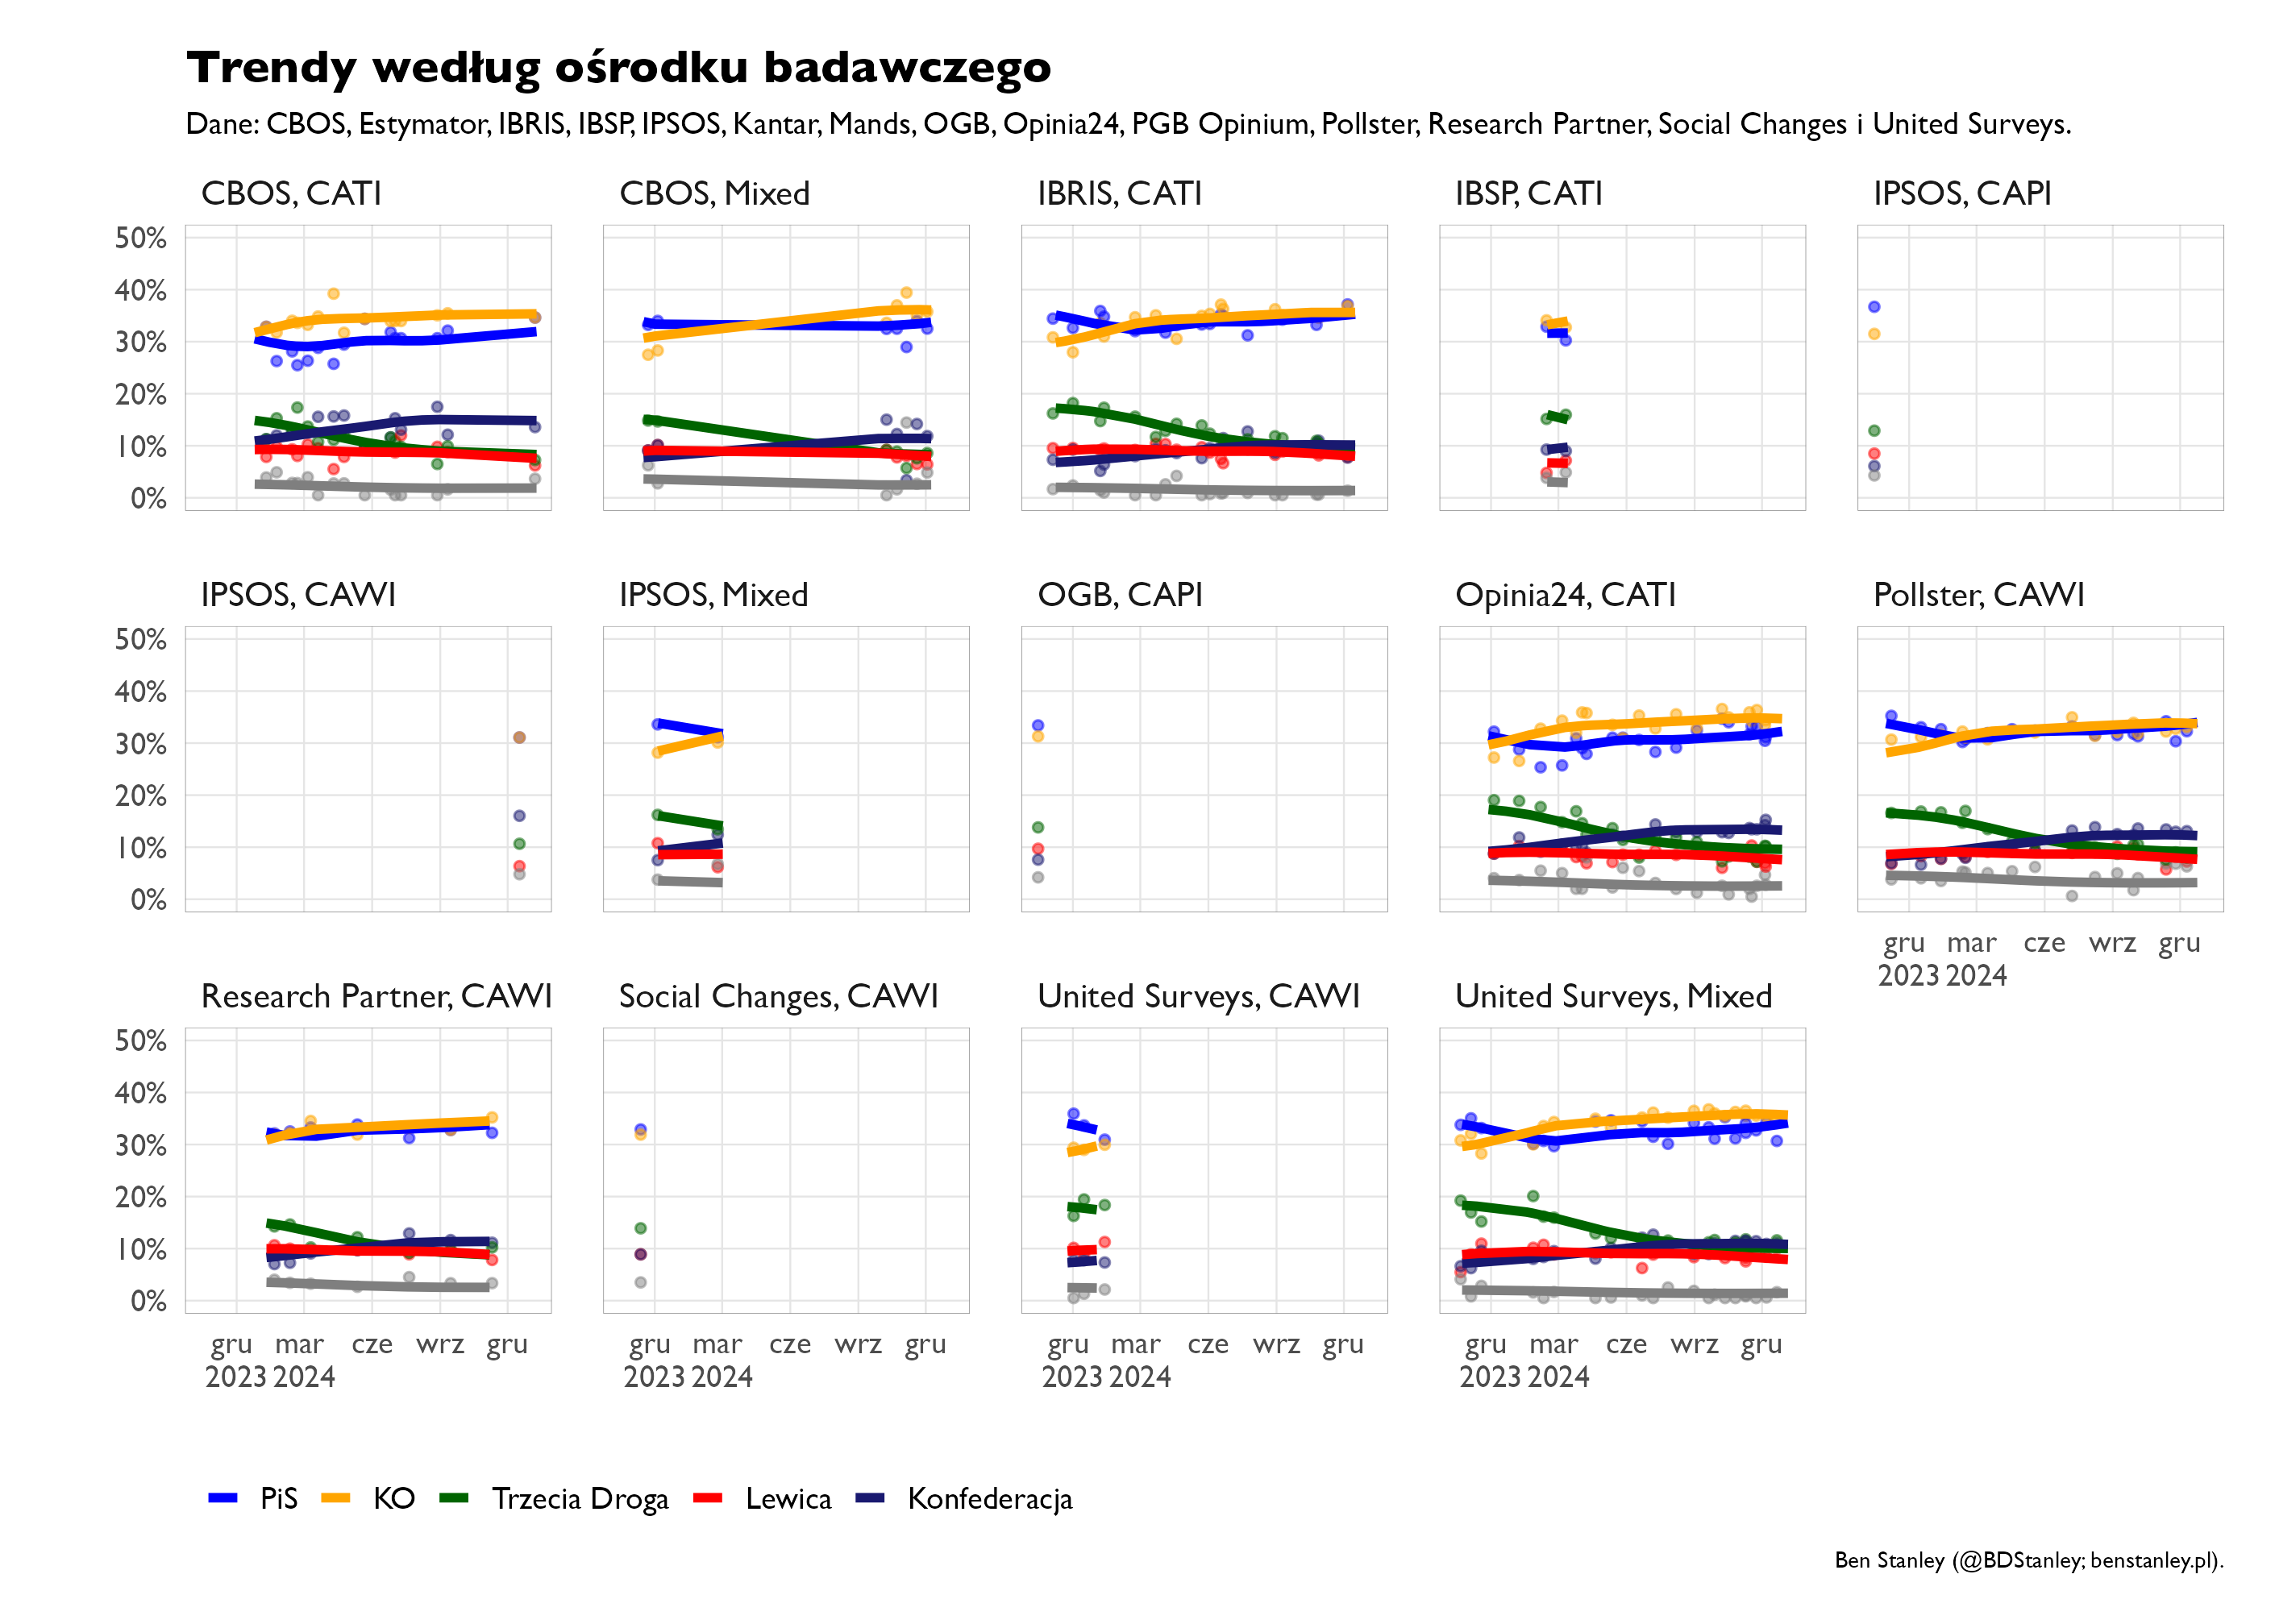 Trendy według ośrodku badawczego
Dane: CBOS, Estymator, IBRIS, IBSP, IPSOS, Kantar, Mands, OGB, Opinia24, PGB Opinium, Pollster, Research Partner, Social Changes i United Surveys.
CBOS, CATI
CBOS, Mixed
IBRIS, CATI
IBSP, CATI
IPSOS, CAPI
50%
40%
30%
20%
10%
0%
IPSOS, CAWI
IPSOS, Mixed
OGB, CAPI
Opinia24, CATI
Pollster, CAWI
50%
40%
30%
20%
10%
0%
gru mar cze wrz gru
2023 2024
Research Partner, CAWI
Social Changes, CAWI
United Surveys, CAWI
United Surveys, Mixed
50%
40%
30%
20%
10%
0%
gru mar cze wrz gru
2023 2024
gru mar cze wrz gru
2023 2024
gru mar cze wrz gru
2023 2024
gru mar cze wrz gru
2023 2024
PiS KO Trzecia Droga Lewica Konfederacja
Ben Stanley (@BDStanley; benstanley.pl).